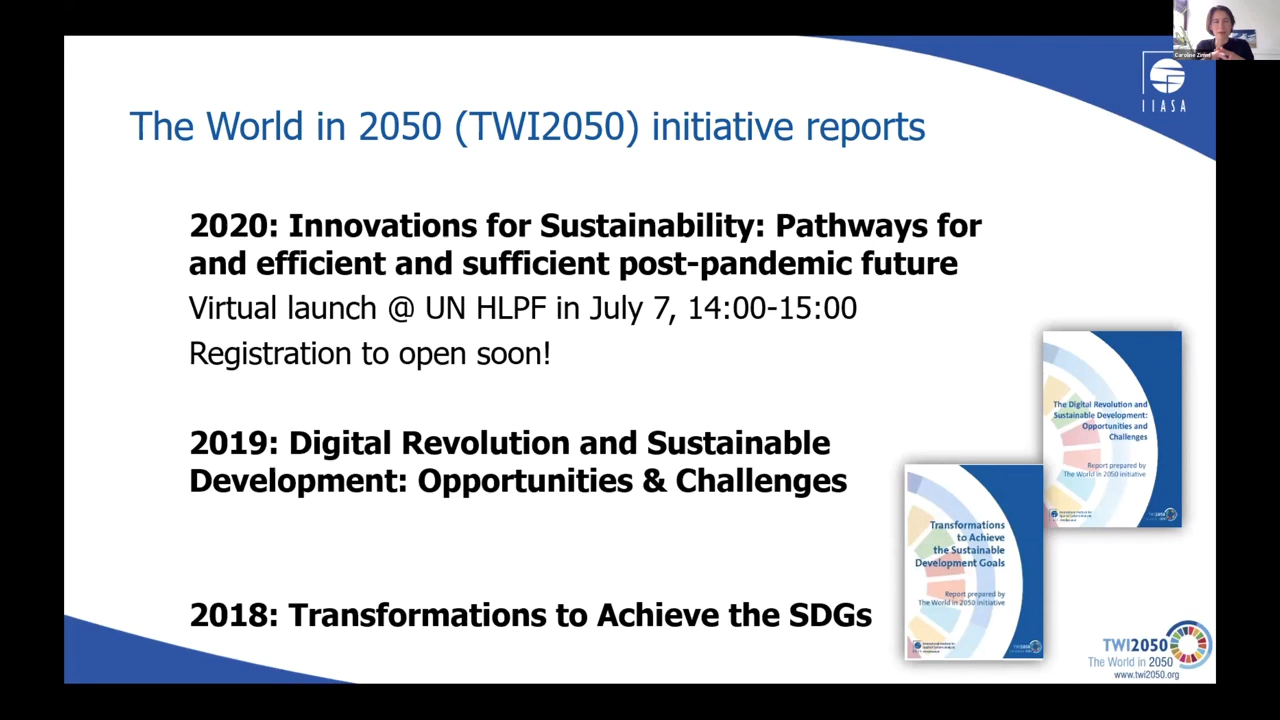 Caroline Zimm
IIASA
The World in 2050 (TWI2050) initiative reports
2020: Innovations for Sustainability: Pathways for
and efficient and sufficient post-pandemic future
Virtual launch @ UN HLPF in July 7, 14:00-15:00
Registration to open soon!
2019: Digital Revolution and Sustainable
Development: Opportunities & Challenges
2018: Transformations to Achieve the SDGs
The Digital Revolution and
Sustainable Development:
Opportunities and
Challenges
Report prepared by
The World in 2050 initiative
TWI2050
Transformations
to Achieve
the Sustainable
Development Goals
Report prepared by
The World in 2050 initiative
TWI2050
TWI2050
The World in 2050
www.twi2050.org